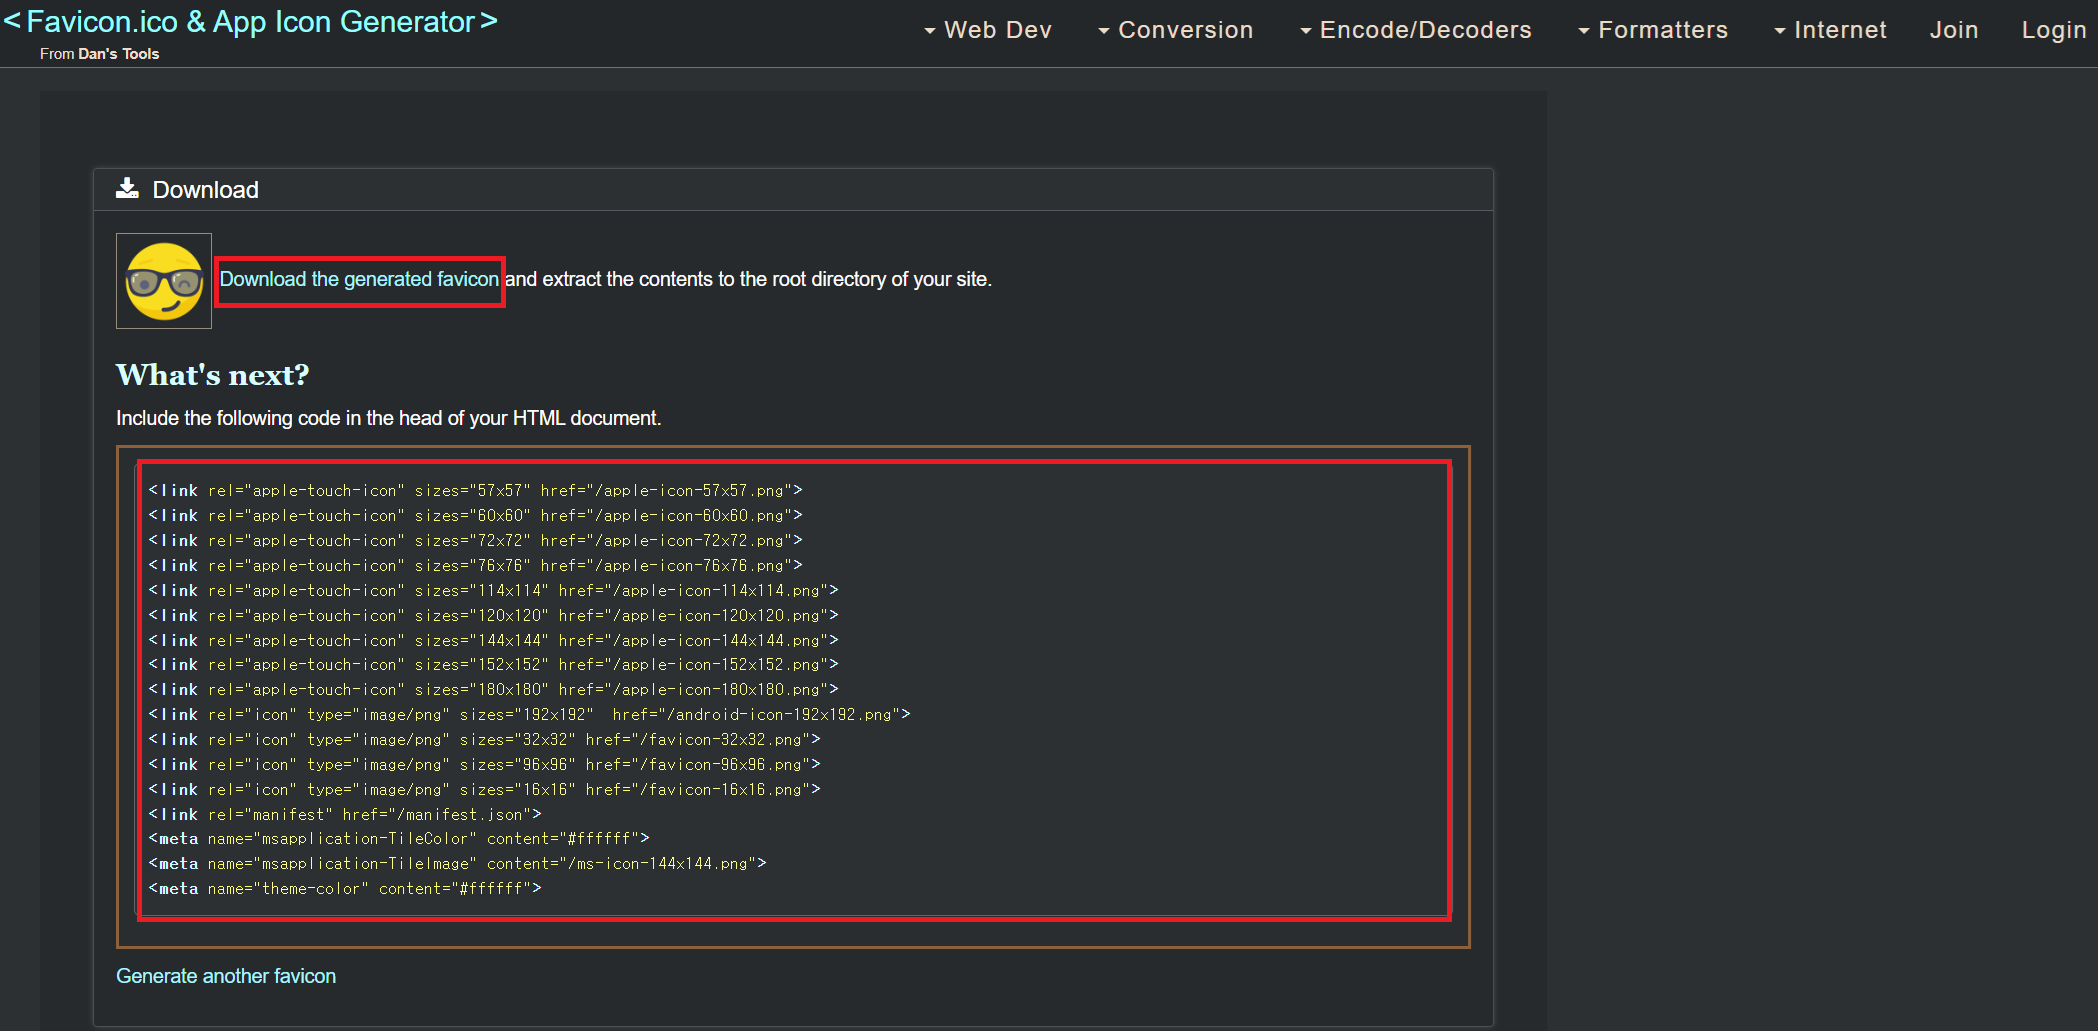 <Favicon.ico & App Icon Generator>
From Dan's Tools
Web Dev Conversion Encode/Decoders Formatters Internet Join Login
Download
Download the generated favicon and extract the contents to the root directory of your site.
What's next?
Include the following code in the head of your HTML document.
<link rel="apple-touch-icon" sizes="57x57" href="/apple-icon-57x57.png">
<link rel="apple-touch-icon" sizes="60x60" href="/apple-icon-60x60.png">
<link rel="apple-touch-icon" sizes="72x72" href="/apple-icon-72x72.png">
<link rel="apple-touch-icon" sizes="76x76" href="/apple-icon-76x76.png">
<link rel="apple-touch-icon" sizes="114x114" href="/apple-icon-114x114.png">
<link rel="apple-touch-icon" sizes="120x120" href="/apple-icon-120x120.png">
<link rel="apple-touch-icon" sizes="144x144" href="/apple-icon-144x144.png">
<link rel="apple-touch-icon" sizes="152x152" href="/apple-icon-152x152.png">
<link rel="apple-touch-icon" sizes="180x180" href="/apple-icon-180x180.png">
<link rel="icon" type="image/png" sizes="192x192"  href="/android-icon-192x192.png">
<link rel="icon" type="image/png" sizes="32x32" href="/favicon-32x32.png">
<link rel="icon" type="image/png" sizes="96x96" href="/favicon-96x96.png">
<link rel="icon" type="image/png" sizes="16x16" href="/favicon-16x16.png">
<link rel="manifest" href="/manifest.json">
<meta name="msapplication-TileColor" content="#ffffff">
<meta name="msapplication-TileImage" content="/ms-icon-144x144.png">
<meta name="theme-color" content="#ffffff">
Generate another favicon